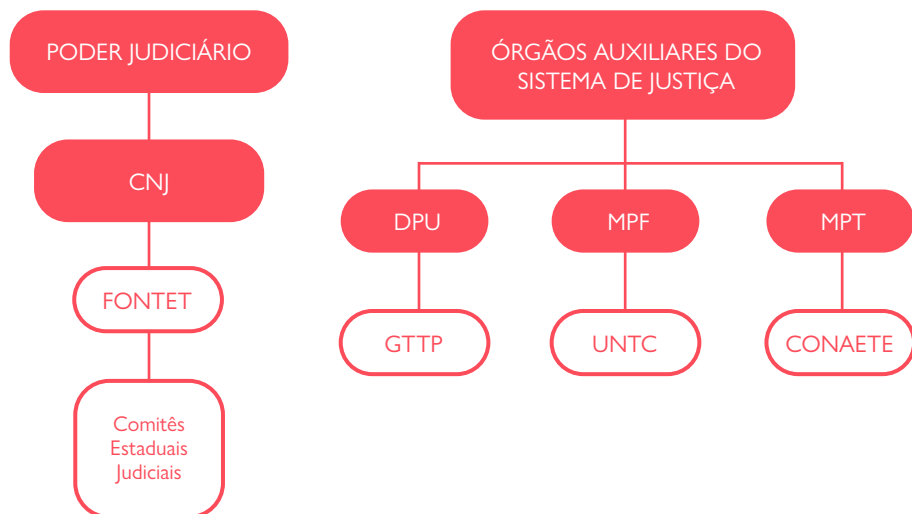 PODER JUDICIÁRIO
CNJ
FONTET
Comitês
Estaduais
Judiciais
ÓRGÃOS AUXILIARES DO
SISTEMA DE JUSTIÇA
DPU
MPF
MPT
GTTP
UNTC
CONAETE